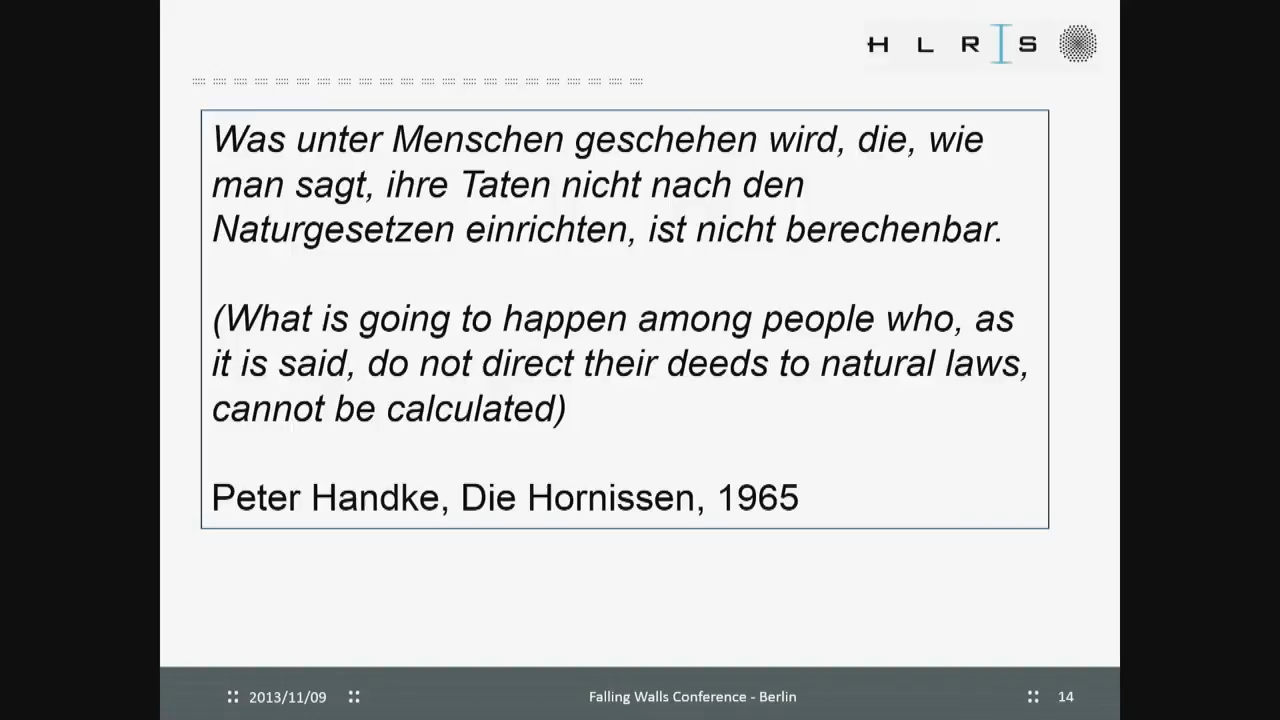 H L R I S
Was unter Menschen geschehen wird, die, wie
man sagt, ihre Taten nicht nach den
Naturgesetzen einrichten, ist nicht berechenbar.
(What is going to happen among people who, as
it is said, do not direct their deeds to natural laws,
cannot be calculated)
Peter Handke, Die Hornissen, 1965
:: 2013/11/09 :: Falling Walls Conference - Berlin :: 14